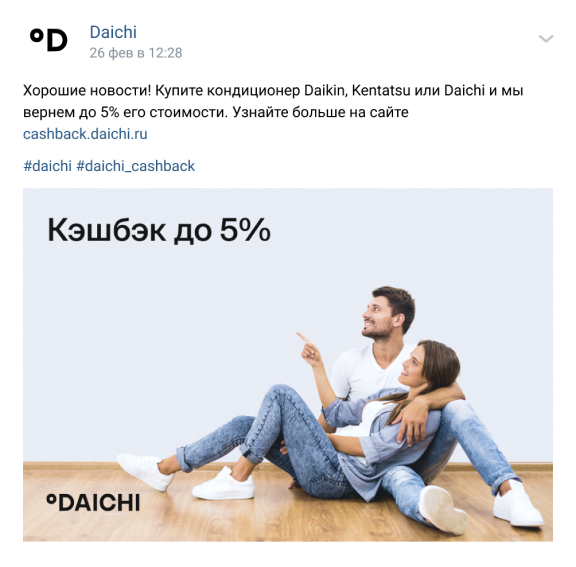 °D
Daichi
26 фев в 12:28
Хорошие новости! Купите кондиционер Daikin, Kentatsu или Daichi и мы
вернем до 5% его стоимости. Узнайте больше на сайте
cashback.daichi.ru
#daichi #daichi_cashback
Кэшбэк до 5%
°DAICHI